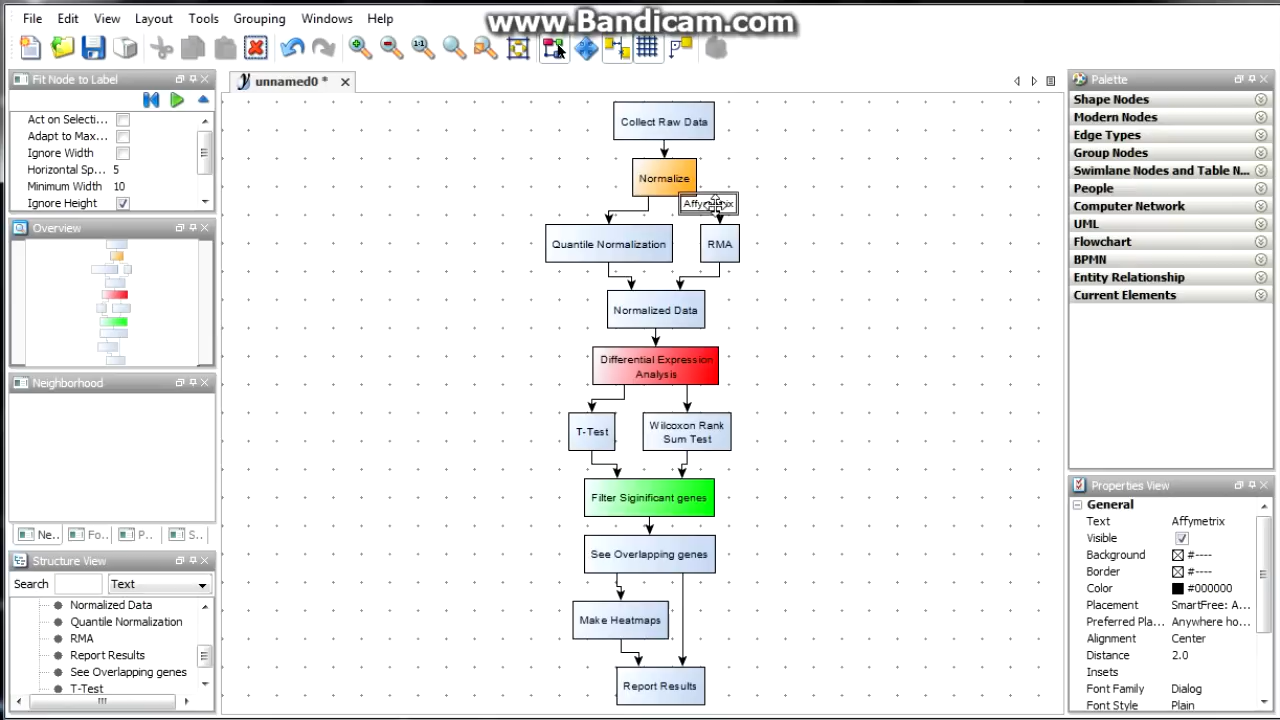 www.Bandicam.com
File Edit View Layout Tools Grouping Windows Help
1:1
Fit Node to Label
Act on Selecti...
Adapt to Max...
Ignore Width
Horizontal Sp... 5
Minimum Width 10
Ignore Height
Overview
Neighborhood
Ne... Fo... P... S...
Structure View
Search Text
Normalized Data
Quantile Normalization
RMA
Report Results
See Overlapping genes
T-Test
unnamed0 *
Collect Raw Data
Normalize
Affymetrix
Quantile Normalization
RMA
Normalized Data
Differential Expression
Analysis
T-Test
Wilcoxon Rank
Sum Test
Filter Siginificant genes
See Overlapping genes
Make Heatmaps
Report Results
Palette
Shape Nodes
Modern Nodes
Edge Types
Group Nodes
Swimlane Nodes and Table N...
People
Computer Network
UML
Flowchart
BPMN
Entity Relationship
Current Elements
Properties View
General
Text Affymetrix
Visible
Background #----
Border #----
Color #000000
Placement SmartFree: A...
Preferred Pla... Anywhere ho...
Alignment Center
Distance 2.0
Insets
Font Family Dialog
Font Style Plain